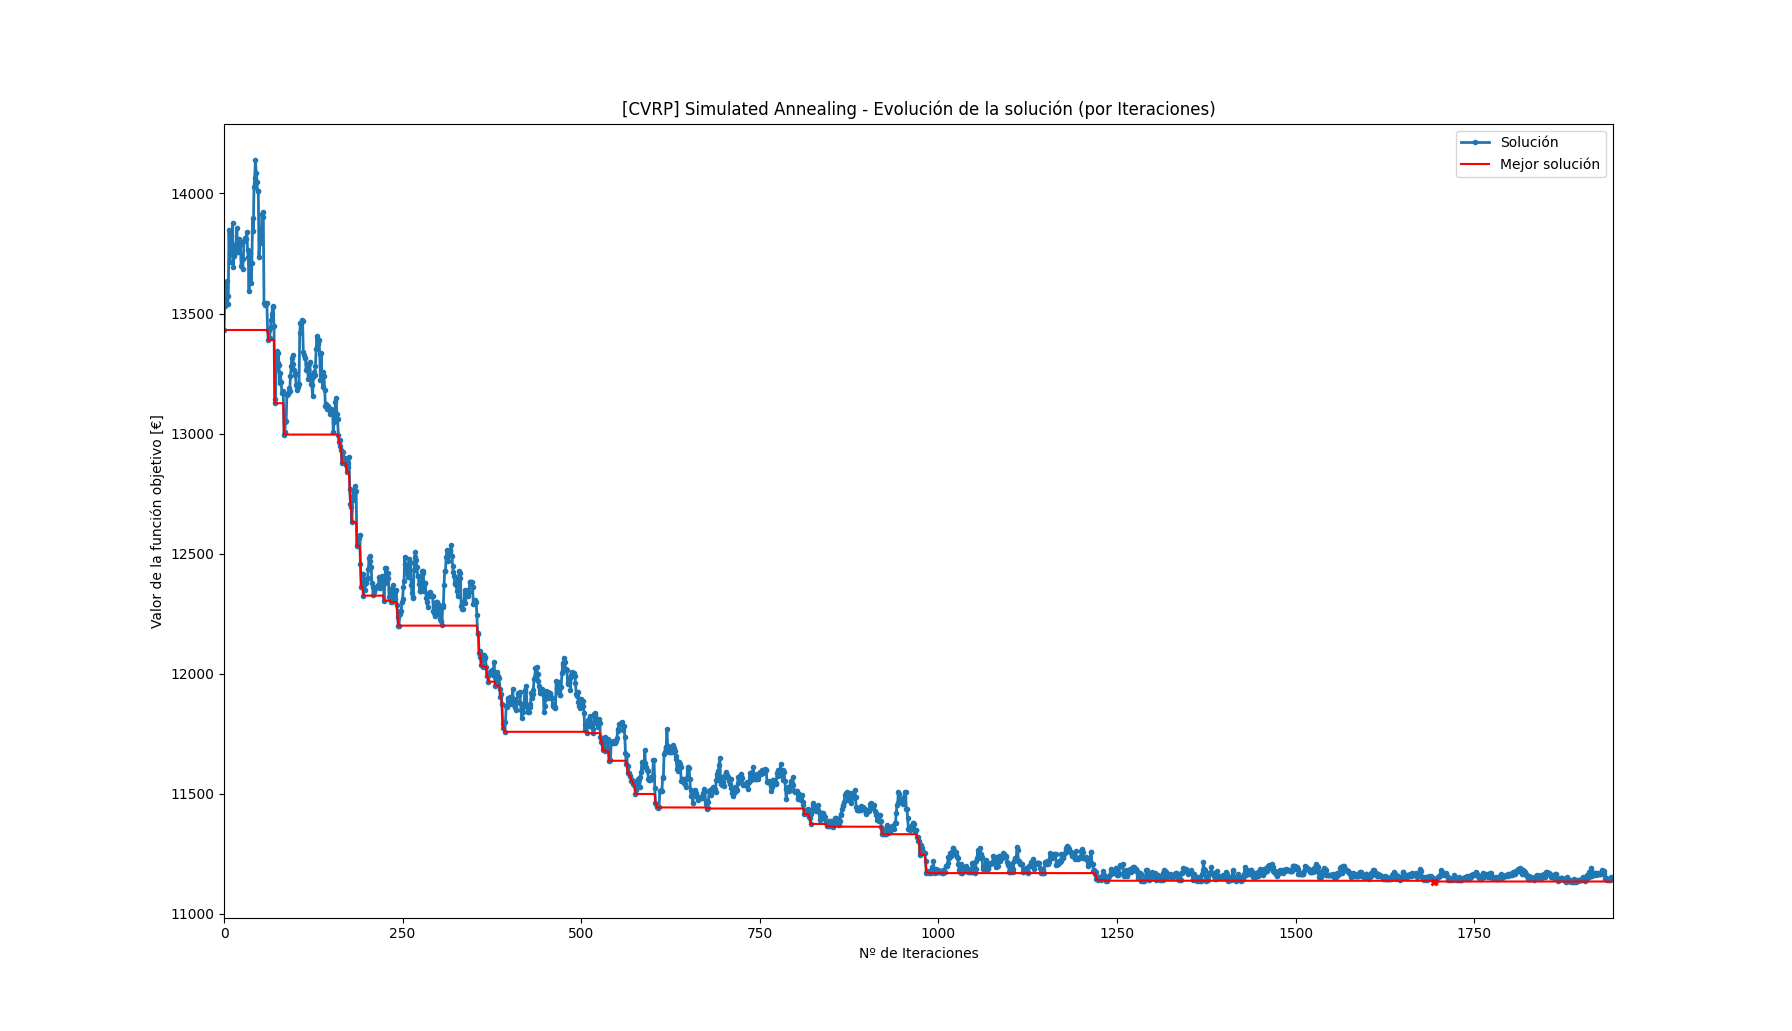 [CVRP] Simulated Annealing - Evolución de la solución (por Iteraciones)
Solución
Mejor solución
Valor de la función objetivo [€]
14000
13500
13000
12500
12000
11500
11000
0 250 500 750 1000 1250 1500 1750
Nº de Iteraciones